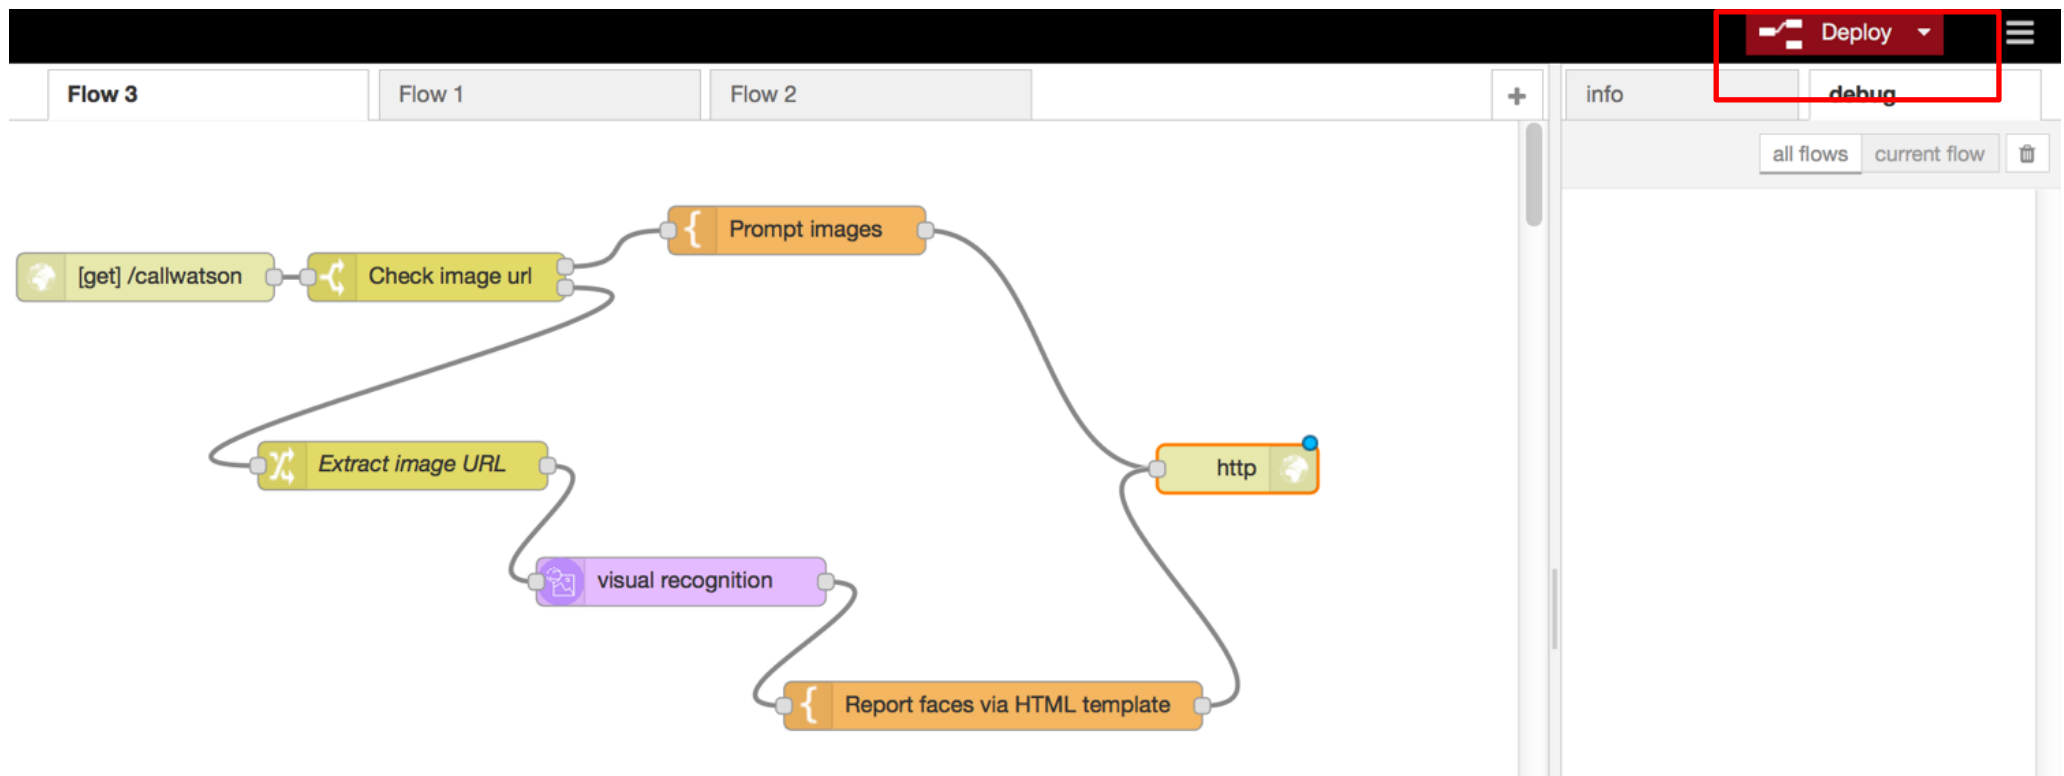 Deploy
Flow 3
Flow 1
Flow 2
info
debug
all flows
current flow
Prompt images
[get] /callwatson
Check image url
Extract image URL
http
visual recognition
Report faces via HTML template